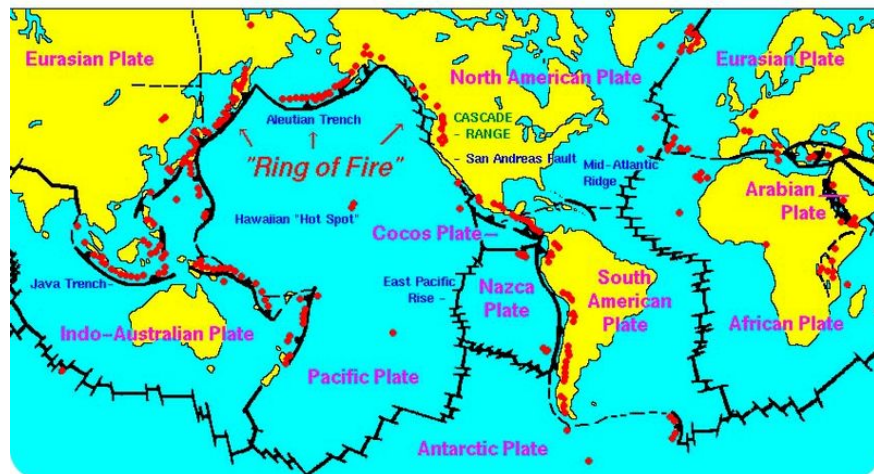 Eurasian Plate
North American Plate
Eurasian Plate
Aleutian Trench
CASCADE
- RANGE
"Ring of Fire"
- San Andreas Fault
Mid-Atlantic
Ridge
Arabian
Plate
Hawaiian "Hot Spot"
Cocos Plate
Java Trench-
East Pacific
Rise -
Nazca
Plate
South
American
Plate
Indo-Australian Plate
African Plate
Pacific Plate
Antarctic Plate